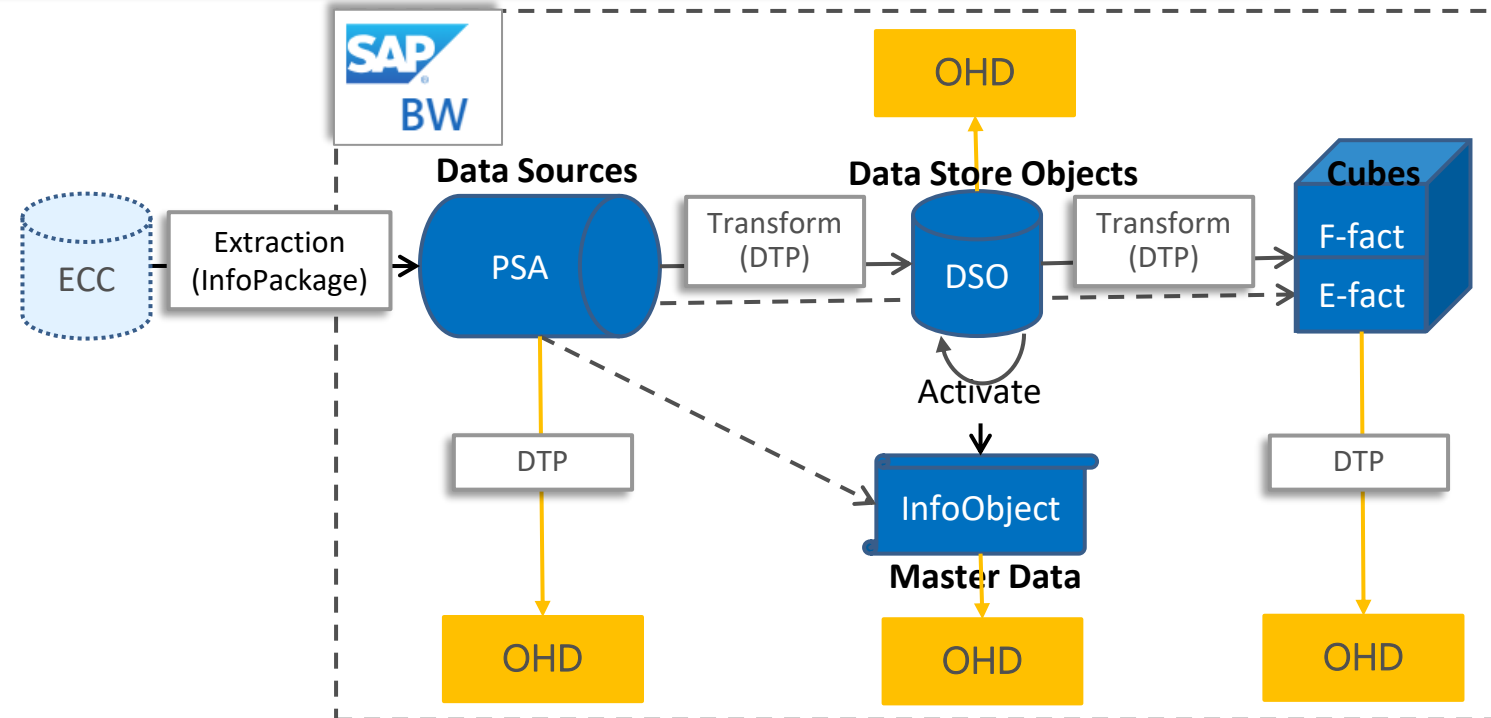 SAP
®
BW
OHD
Data Sources
Data Store Objects
Cubes
ECC
Extraction
(InfoPackage)
PSA
Transform
(DTP)
DSO
Transform
(DTP)
F-fact
E-fact
Activate
DTP
InfoObject
Master Data
DTP
OHD
OHD
OHD